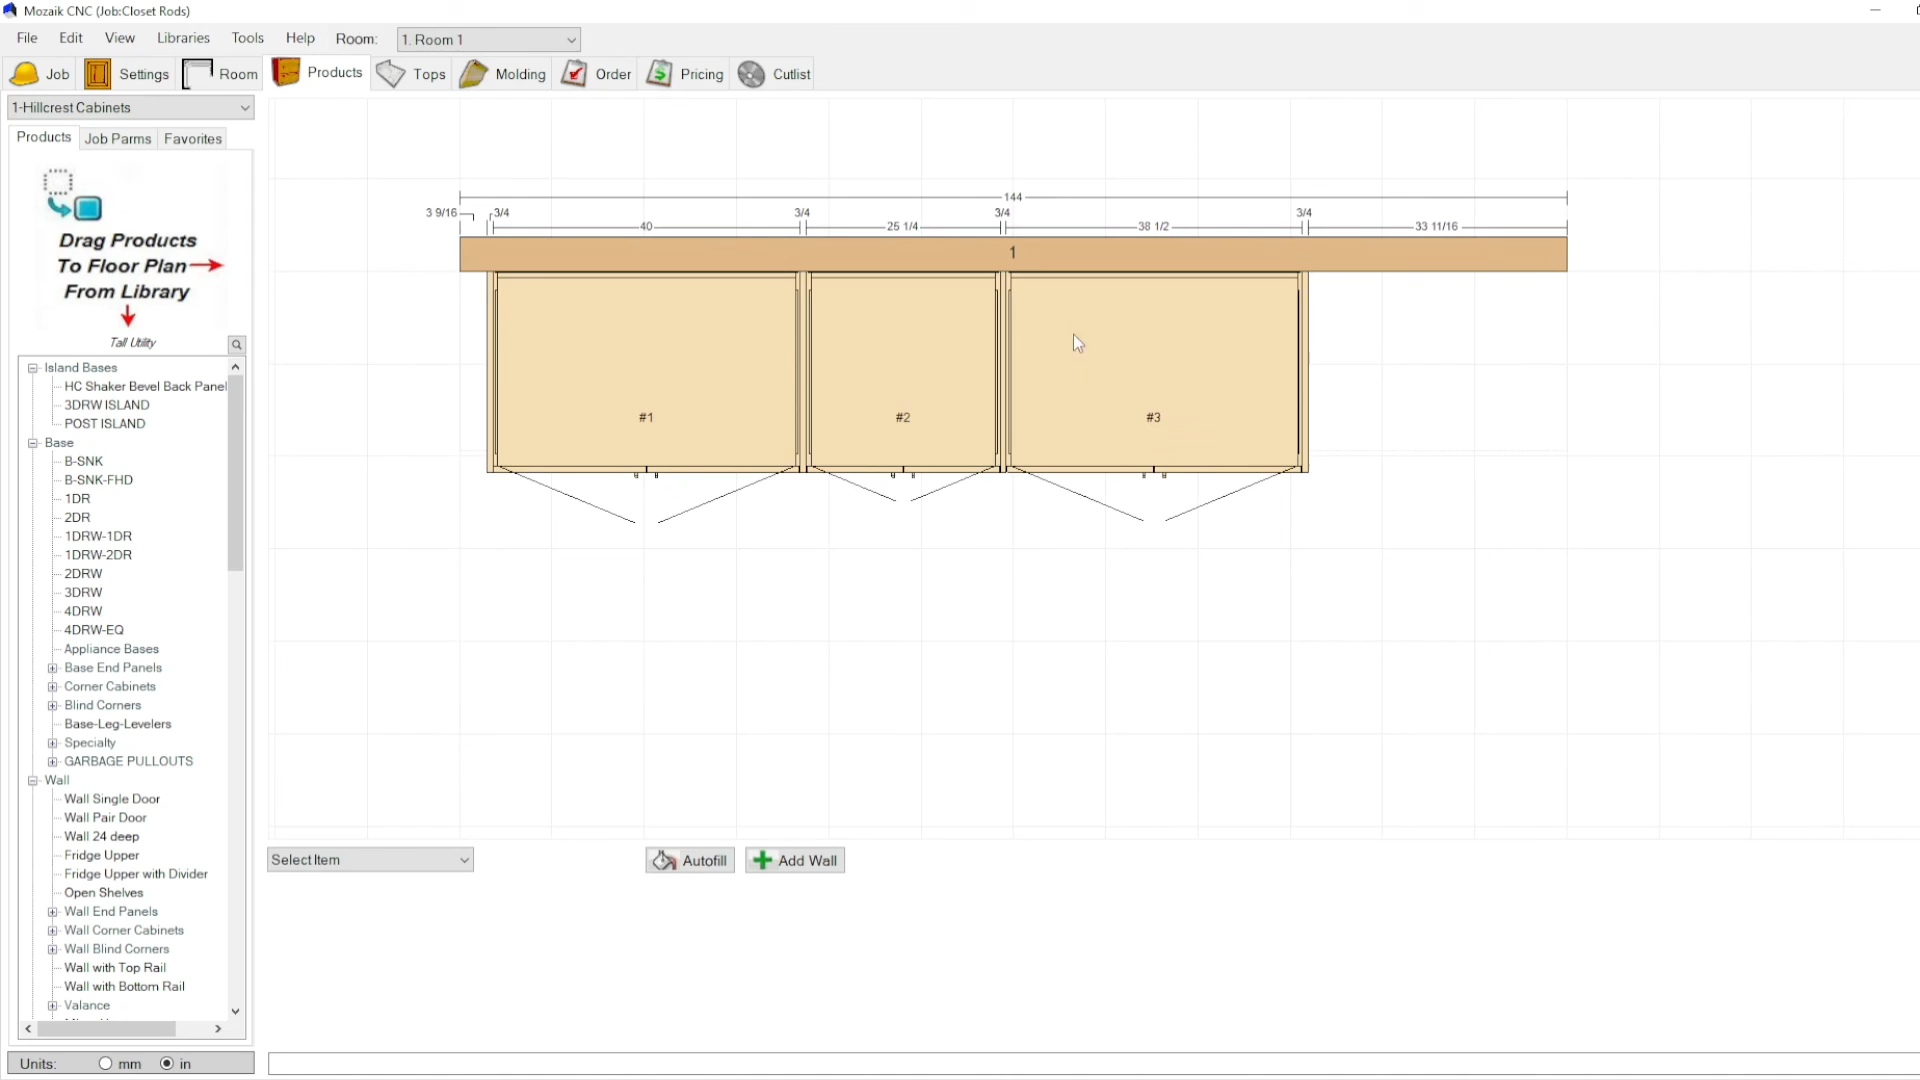 Mozaik CNC (Job:Closet Rods)
File Edit View Libraries Tools Help Room: 1. Room 1
Job Settings Room Products Tops Molding Order Pricing Cutlist
1-Hillcrest Cabinets
Products Job Parms Favorites
Drag Products
To Floor Plan
From Library
Tall Utility
Island Bases
HC Shaker Bevel Back Panel
3DRW ISLAND
POST ISLAND
Base
B-SNK
B-SNK-FHD
1DR
2DR
1DRW-1DR
1DRW-2DR
2DRW
3DRW
4DRW
4DRW-EQ
Appliance Bases
Base End Panels
Corner Cabinets
Blind Corners
Base-Leg-Levelers
Specialty
GARBAGE PULLOUTS
Wall
Wall Single Door
Wall Pair Door
Wall 24 deep
Fridge Upper
Fridge Upper with Divider
Open Shelves
Wall End Panels
Wall Corner Cabinets
Wall Blind Corners
Wall with Top Rail
Wall with Bottom Rail
Valance
Units: mm in
144
3 9/16 3/4 3/4 3/4 3/4
40 25 1/4 38 1/2 33 11/16
1
#1 #2 #3
Select Item Autofill Add Wall